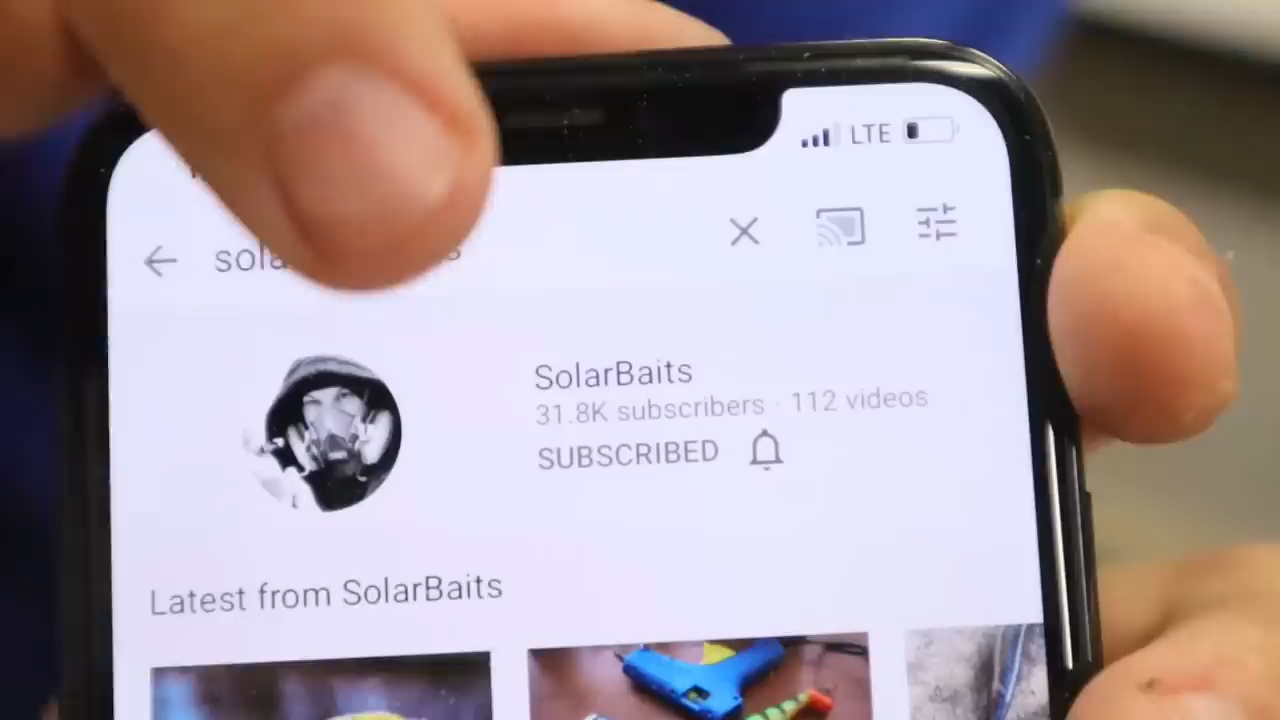 LTE
SolarBaits
31.8K subscribers · 112 videos
SUBSCRIBED
Latest from SolarBaits